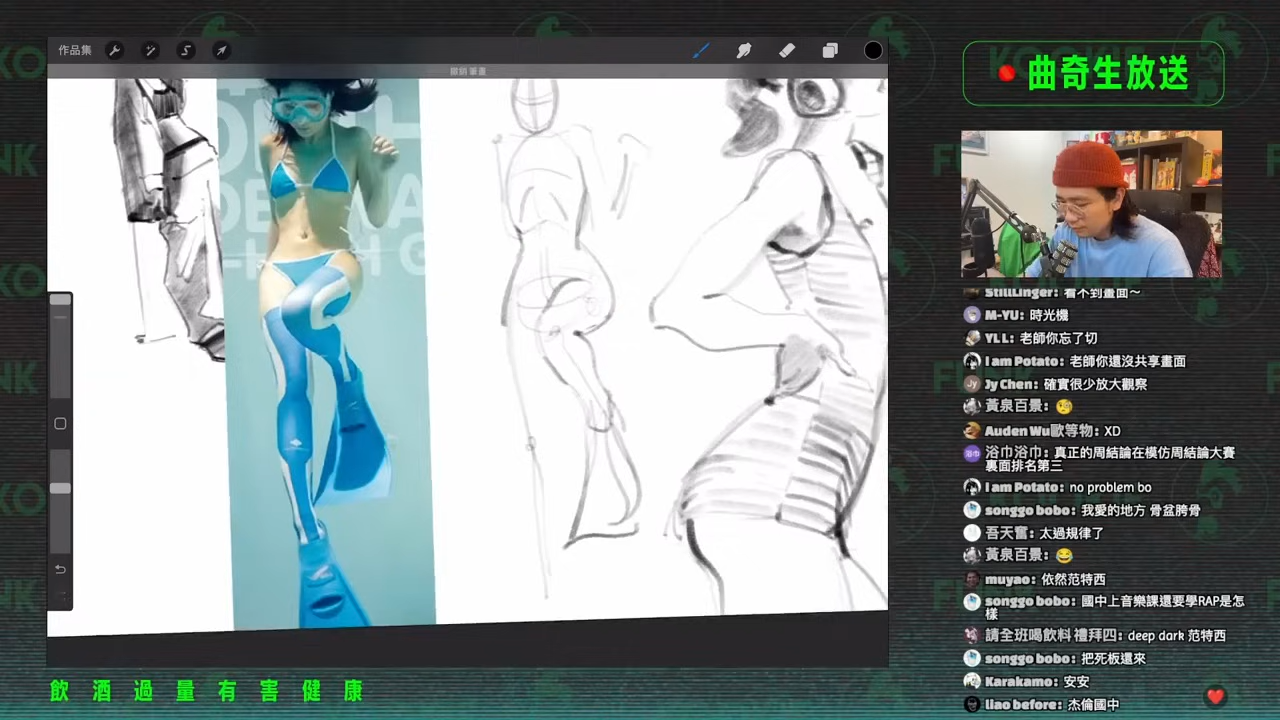 作品集
撤銷 筆畫
曲奇生放送
StillLinger: 看不到畫面～
M-YU: 時光機
YL L: 老師你忘了切
I am Potato: 老師你還沒共享畫面
Jy Chen: 確實很少放大觀察
黃泉百景: 🧐
Auden Wu歐等物: XD
浴巾浴巾: 真正的周結論在模仿周結論大賽
裏面排名第三
I am Potato: no problem bo
songgo bobo: 我愛的地方 骨盆胯骨
吾天奮: 太過規律了
黃泉百景: 😂
muyao: 依然范特西
songgo bobo: 國中上音樂課還要學RAP是怎
樣
請全班喝飲料 禮拜四: deep dark 范特西
songgo bobo: 把死板還來
Karakamo: 安安
liao before: 杰倫國中
飲酒過量有害健康